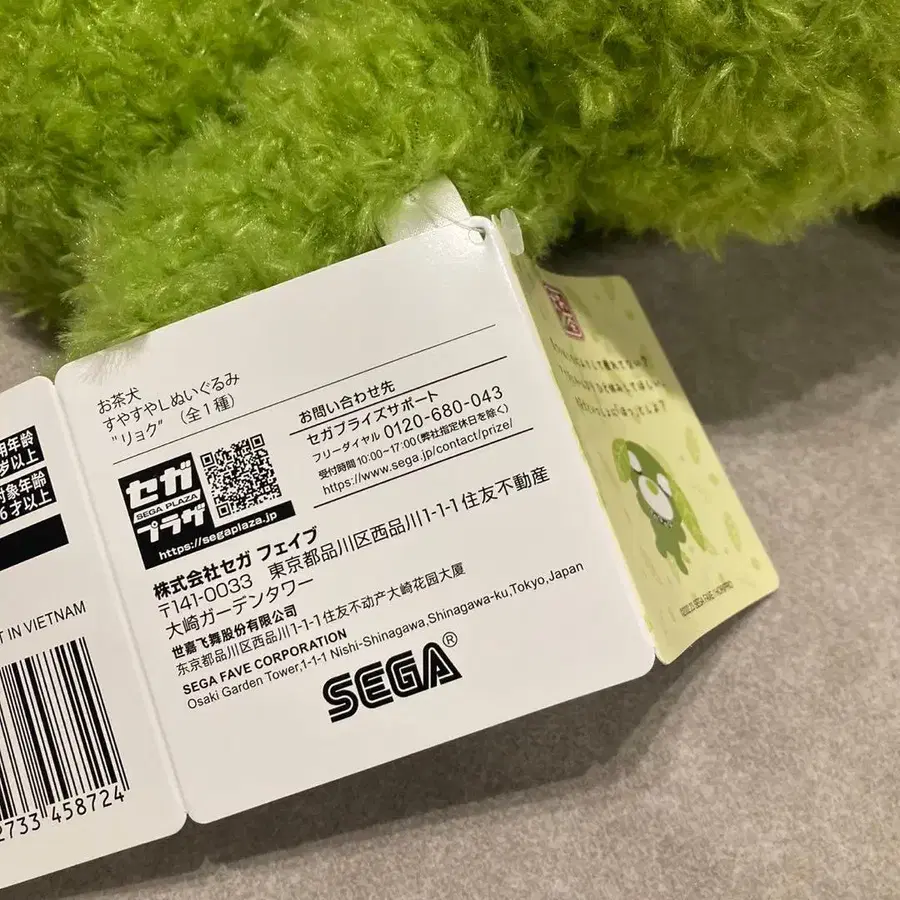 用年齢
歳以上
対象年齢
6才以上
T IN VIETNAM
2733 458724
お茶犬
すやすやLぬいぐるみ
"リョク" (全1種)
セガ
SEGA PLAZA
プラザ
https://segaplaza.jp
お問い合わせ先
セガプライズサポート
フリーダイヤル 0120-680-043
受付時間 10:00~17:00(弊社指定休日を除く)
https://www.sega.jp/contact/prize/
株式会社セガ フェイブ
〒141-0033 東京都品川区西品川1-1-1 住友不動産
大崎ガーデンタワー
世嘉飞舞股份有限公司
东京都品川区西品川1-1-1 住友不动产大崎花园大厦
SEGA FAVE CORPORATION
Osaki Garden Tower,1-1-1 Nishi-Shinagawa,Shinagawa-ku,Tokyo,Japan
SEGA®